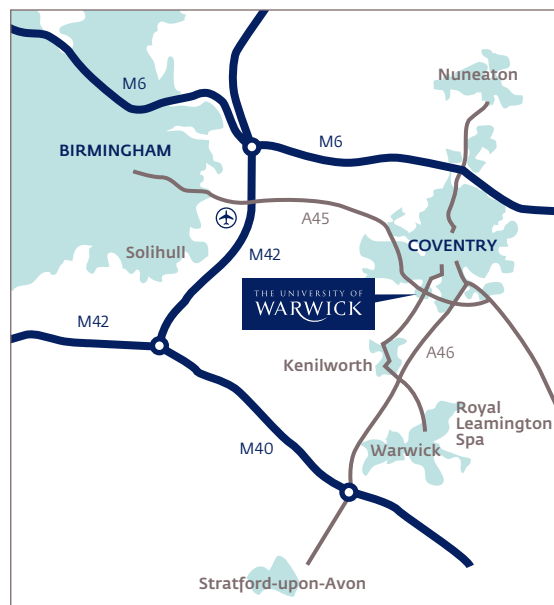 Nuneaton
M6
M6
BIRMINGHAM
A45
COVENTRY
Solihull
M42
THE UNIVERSITY OF
WARWICK
M42
A46
Kenilworth
Royal
Leamington
Spa
Warwick
M40
Stratford-upon-Avon